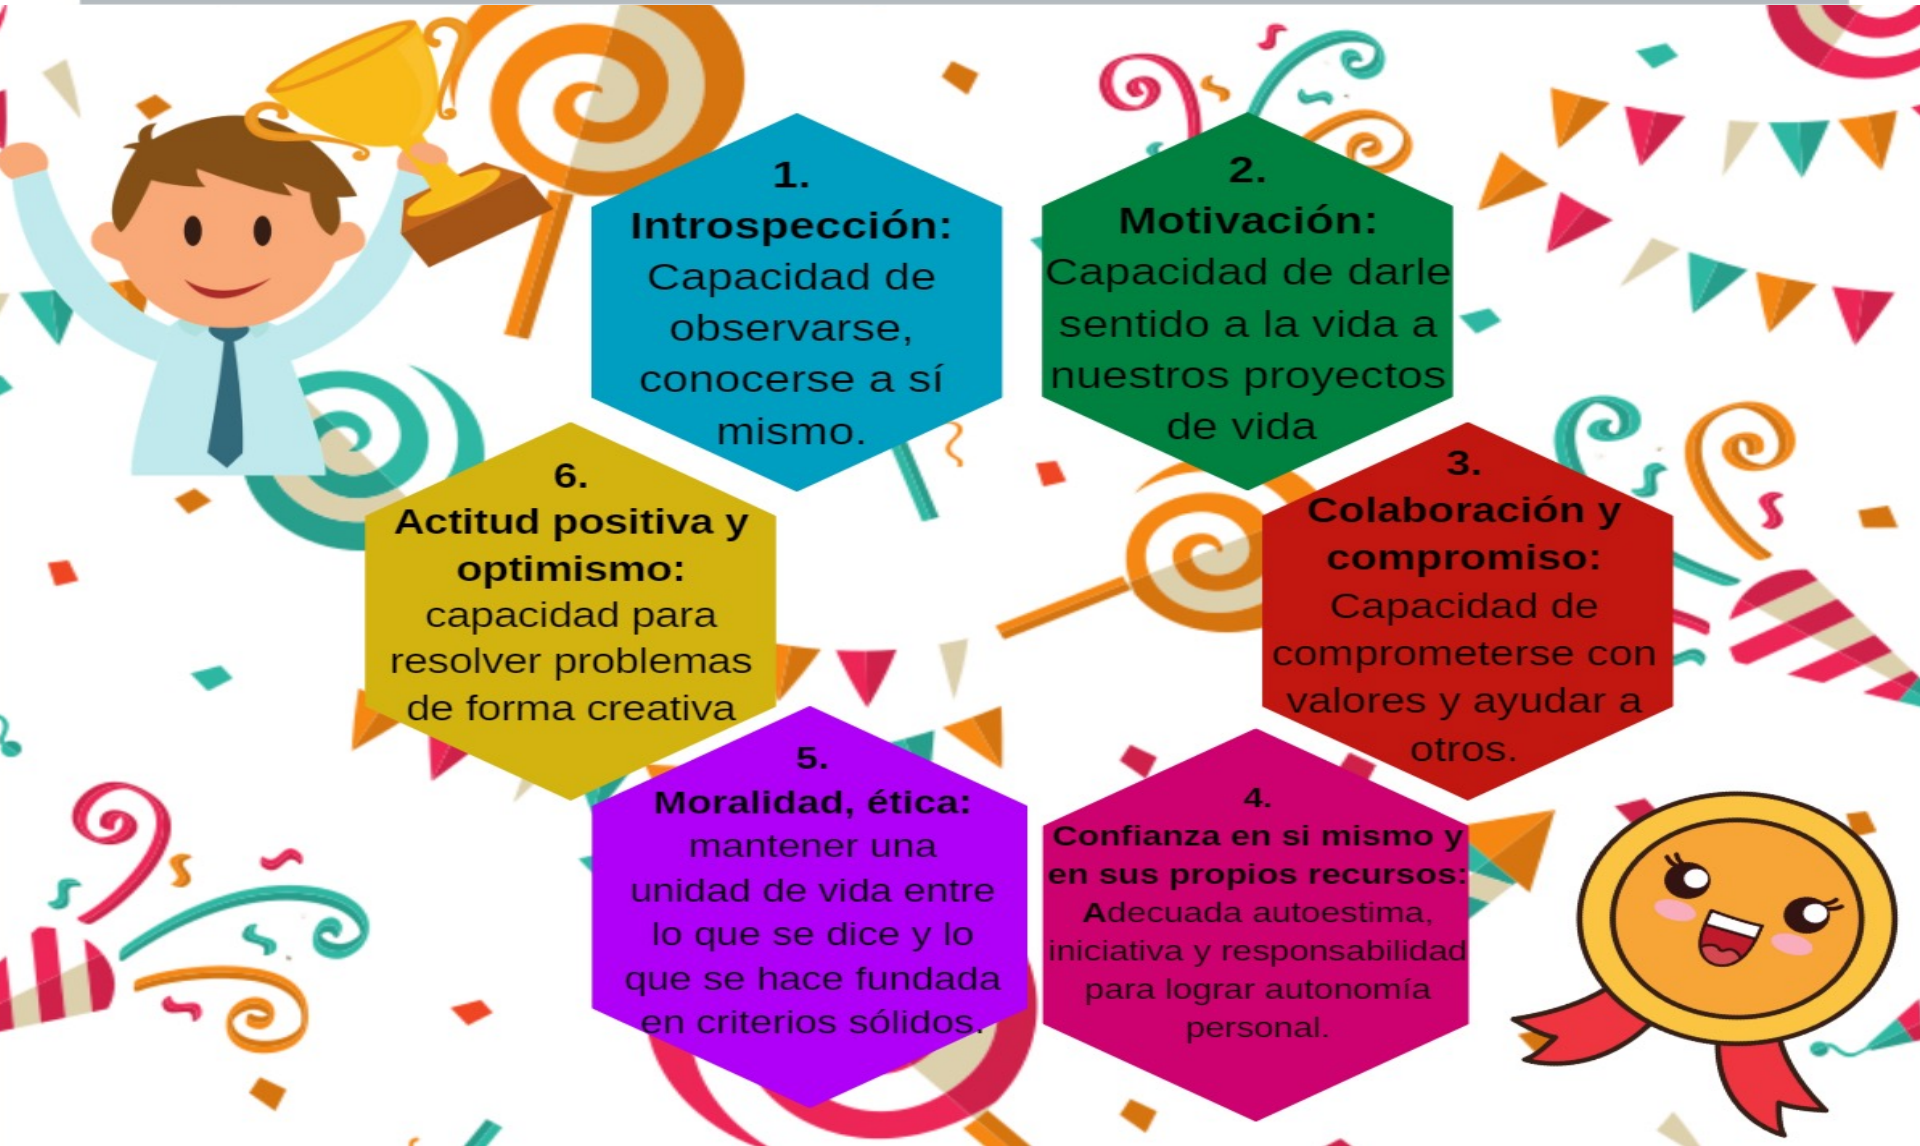 1.
Introspección:
Capacidad de
observarse,
conocerse a sí
mismo.
2.
Motivación:
Capacidad de darle
sentido a la vida a
nuestros proyectos
de vida
3.
Colaboración y
compromiso:
Capacidad de
comprometerse con
valores y ayudar a
otros.
4.
Confianza en si mismo y
en sus propios recursos:
Adecuada autoestima,
iniciativa y responsabilidad
para lograr autonomía
personal.
5.
Moralidad, ética:
mantener una
unidad de vida entre
lo que se dice y lo
que se hace fundada
en criterios sólidos.
6.
Actitud positiva y
optimismo:
capacidad para
resolver problemas
de forma creativa